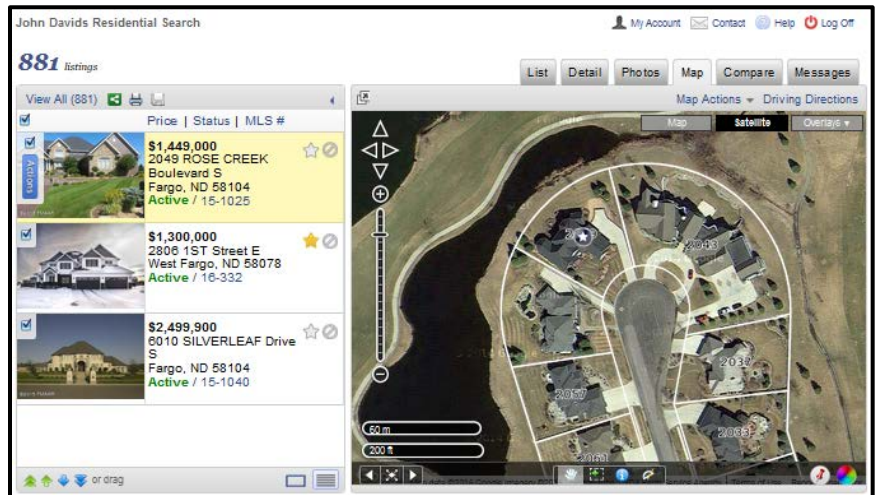 John Davids Residential Search
My Account Contact Help Log Off
881 listings
List Detail Photos Map Compare Messages
View All (881)
Map Actions Driving Directions
Price | Status | MLS #
Map Satellite Overlays
Actions
$1,449,000
2049 ROSE CREEK
Boulevard S
Fargo, ND 58104
Active / 15-1025
$1,300,000
2806 1ST Street E
West Fargo, ND 58078
Active / 16-332
$2,499,900
6010 SILVERLEAF Drive
S
Fargo, ND 58104
Active / 15-1040
2043
2037
2057
2033
2061
60 m
200 ft
or drag